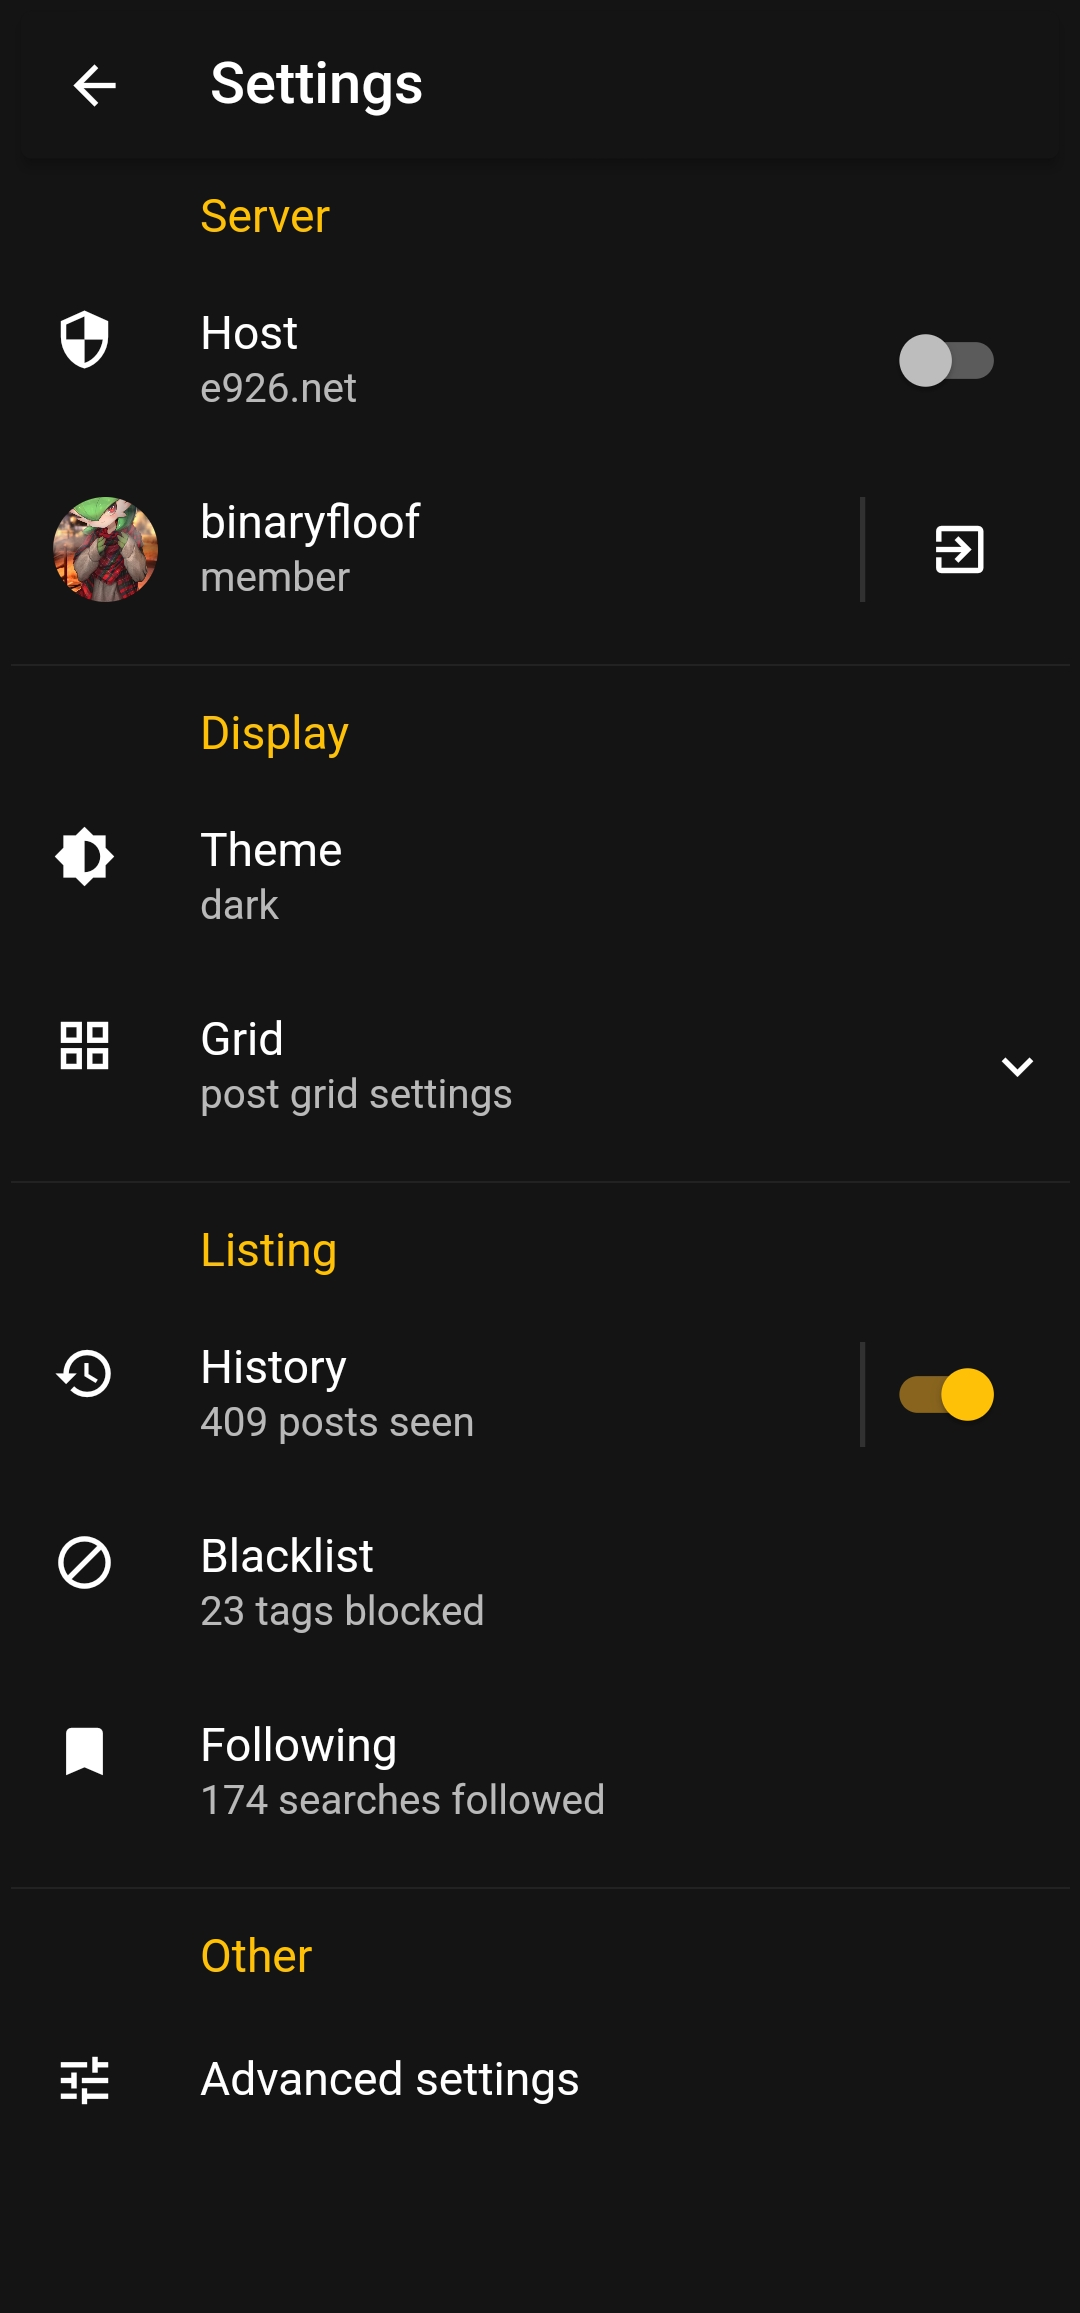 Settings
Server
Host
e926.net
binaryfloof
member
Display
Theme
dark
Grid
post grid settings
Listing
History
409 posts seen
Blacklist
23 tags blocked
Following
174 searches followed
Other
Advanced settings